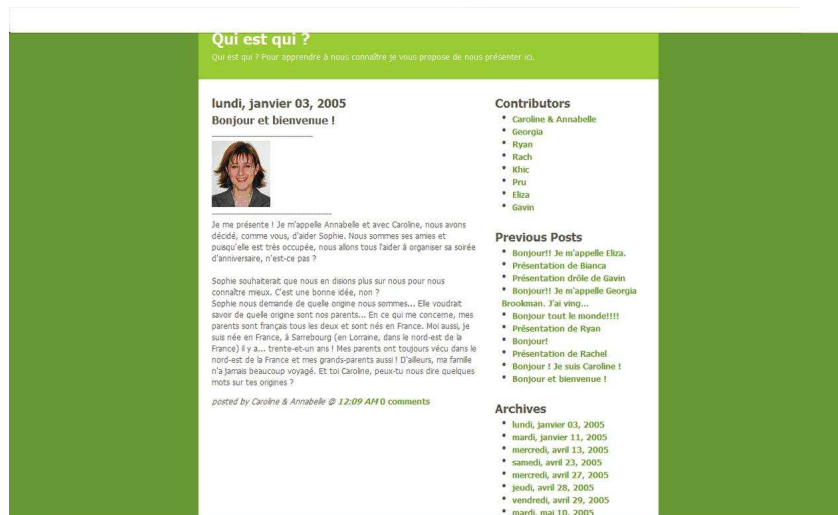 Qui est qui ?
Qui est qui ? Pour apprendre à nous connaître je vous propose de nous présenter ici.
lundi, janvier 03, 2005
Bonjour et bienvenue !
Je me présente ! Je m'appelle Annabelle et avec Caroline, nous avons
décidé, comme vous, d'aider Sophie. Nous sommes ses amies et
puisqu'elle est très occupée, nous allons tous l'aider à organiser sa soirée
d'anniversaire, n'est-ce pas ?
Sophie souhaiterait que nous en disions plus sur nous pour nous
connaître mieux. C'est une bonne idée, non ?
Sophie nous demande de quelle origine nous sommes... Elle voudrait
savoir de quelle origine sont nos parents... En ce qui me concerne, mes
parents sont français tous les deux et sont nés en France. Moi aussi, je
suis née en France, à Sarrebourg (en Lorraine, dans le nord-est de la
France) il y a... trente-et-un ans ! Mes parents ont toujours vécu dans le
nord-est de la France et mes grands-parents aussi ! D'ailleurs, ma famille
n'a jamais beaucoup voyagé. Et toi Caroline, peux-tu nous dire quelques
mots sur tes origines ?
posted by Caroline & Annabelle @ 12:09 AM 0 comments
Contributors
Caroline & Annabelle
Georgia
Ryan
Rach
Khic
Pru
Eliza
Gavin
Previous Posts
Bonjour!! Je m'appelle Eliza.
Présentation de Bianca
Présentation drôle de Gavin
Bonjour!! Je m'appelle Georgia
Brookman. J'ai ving...
Bonjour tout le monde!!!!
Présentation de Ryan
Bonjour!
Présentation de Rachel
Bonjour ! Je suis Caroline !
Bonjour et bienvenue !
Archives
lundi, janvier 03, 2005
mardi, janvier 11, 2005
mercredi, avril 13, 2005
samedi, avril 23, 2005
mercredi, avril 27, 2005
jeudi, avril 28, 2005
vendredi, avril 29, 2005
mardi, mai 10, 2005